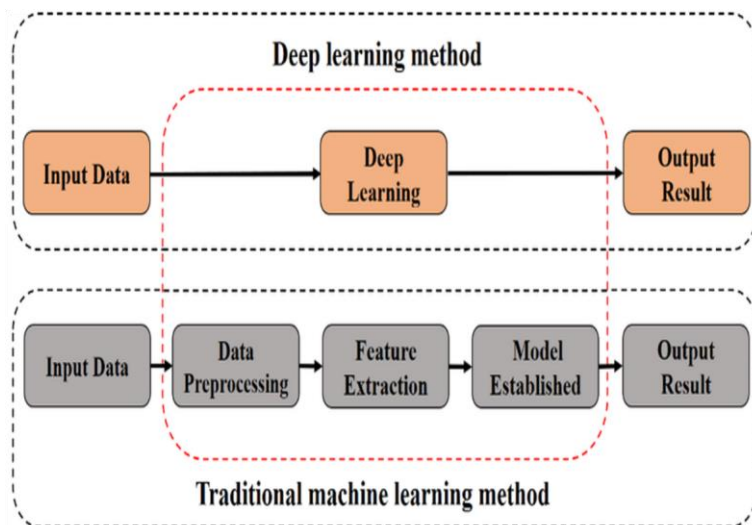 Deep learning method
Input Data
Deep
Learning
Output
Result
Input Data
Data
Preprocessing
Feature
Extraction
Model
Established
Output
Result
Traditional machine learning method